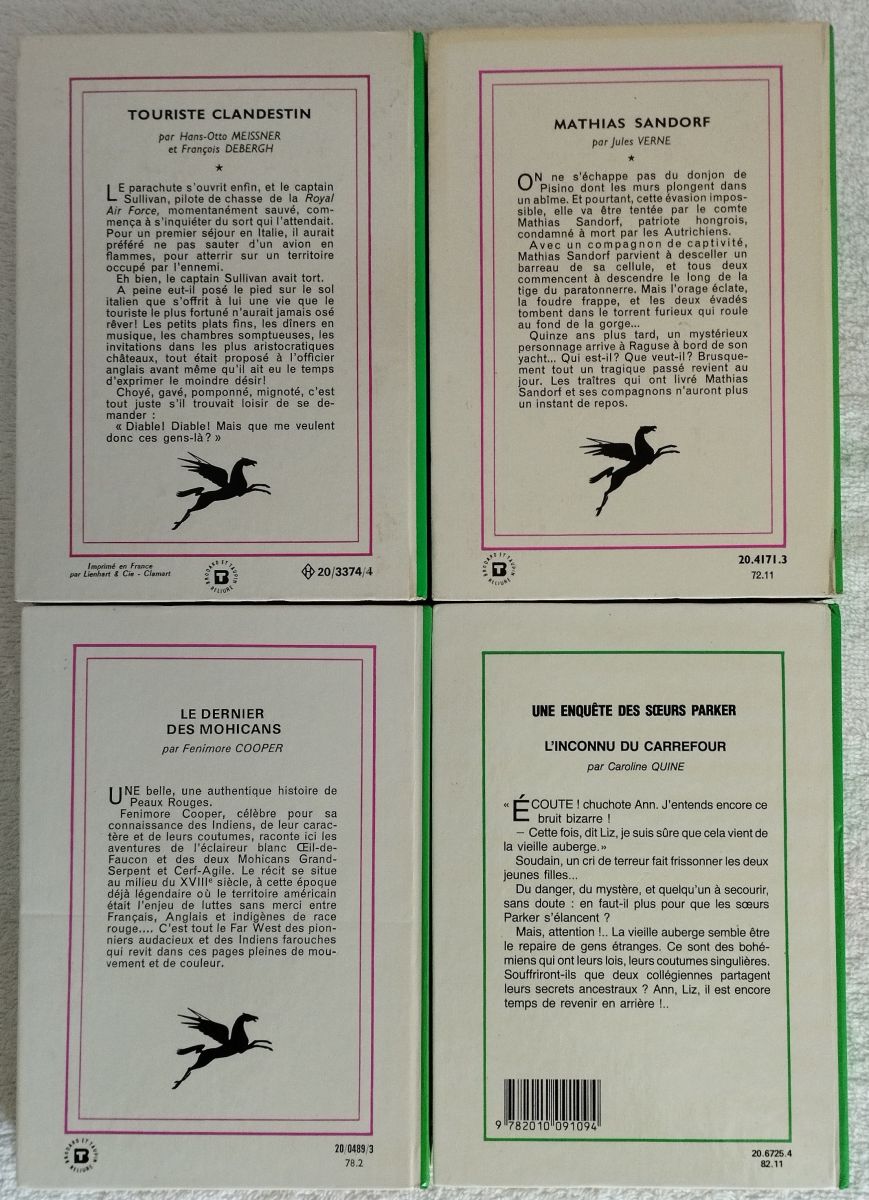 TOURISTE CLANDESTIN
par Hans-Otto MEISSNER
et François DEBERGH
★
LE parachute s'ouvrit enfin, et le captain
Sullivan, pilote de chasse de la Royal
Air Force, momentanément sauvé, com-
mença à s'inquiéter du sort qui l'attendait.
Pour un premier séjour en Italie, il aurait
préféré ne pas sauter d'un avion en
flammes, pour atterrir sur un territoire
occupé par l'ennemi.
Eh bien, le captain Sullivan avait tort.
A peine eut-il posé le pied sur le sol
italien que s'offrit à lui une vie que le
touriste le plus fortuné n'aurait jamais osé
rêver! Les petits plats fins, les dîners en
musique, les chambres somptueuses, les
invitations dans les plus aristocratiques
châteaux, tout était proposé à l'officier
anglais avant même qu'il ait eu le temps
d'exprimer le moindre désir!
Choyé, gavé, pomponné, mignoté, c'est
tout juste s'il trouvait loisir de se de-
mander :
« Diable! Diable! Mais que me veulent
donc ces gens-là? »
Imprimé en France
par Lienhart & Cie - Clamart
BRODARD ET TAUPIN
RELIURE
20/3374/4
MATHIAS SANDORF
par Jules VERNE
★
ON ne s'échappe pas du donjon de
Pisino dont les murs plongent dans
un abîme. Et pourtant, cette évasion impos-
sible, elle va être tentée par le comte
Mathias Sandorf, patriote hongrois,
condamné à mort par les Autrichiens.
Avec un compagnon de captivité,
Mathias Sandorf parvient à desceller un
barreau de sa cellule, et tous deux
commencent à descendre le long de la
tige du paratonnerre. Mais l'orage éclate,
la foudre frappe, et les deux évadés
tombent dans le torrent furieux qui roule
au fond de la gorge...
Quinze ans plus tard, un mystérieux
personnage arrive à Raguse à bord de son
yacht... Qui est-il? Que veut-il? Brusque-
ment tout un tragique passé revient au
jour. Les traîtres qui ont livré Mathias
Sandorf et ses compagnons n'auront plus
un instant de repos.
BRODARD ET TAUPIN
RELIURE
20.4171.3
72.11
LE DERNIER
DES MOHICANS
par Fenimore COOPER
UNE belle, une authentique histoire de
Peaux Rouges.
Fenimore Cooper, célèbre pour sa
connaissance des Indiens, de leur carac-
tère et de leurs coutumes, raconte ici les
aventures de l'éclaireur blanc Œil-de-
Faucon et des deux Mohicans Grand-
Serpent et Cerf-Agile. Le récit se situe
au milieu du XVIIIe siècle, à cette époque
déjà légendaire où le territoire américain
était l'enjeu de luttes sans merci entre
Français, Anglais et indigènes de race
rouge.... C'est tout le Far West des pion-
niers audacieux et des Indiens farouches
qui revit dans ces pages pleines de mou-
vement et de couleur.
BRODARD ET TAUPIN
RELIURE
20/0489/3
78.2
UNE ENQUÊTE DES SŒURS PARKER
L'INCONNU DU CARREFOUR
par Caroline QUINE
« ÉCOUTE ! chuchote Ann. J'entends encore ce
bruit bizarre !
– Cette fois, dit Liz, je suis sûre que cela vient de
la vieille auberge. »
Soudain, un cri de terreur fait frissonner les deux
jeunes filles...
Du danger, du mystère, et quelqu'un à secourir,
sans doute : en faut-il plus pour que les sœurs
Parker s'élancent ?
Mais, attention !.. La vieille auberge semble être
le repaire de gens étranges. Ce sont des bohé-
miens qui ont leurs lois, leurs coutumes singulières.
Souffriront-ils que deux collégiennes partagent
leurs secrets ancestraux ? Ann, Liz, il est encore
temps de revenir en arrière !..
9 782010 091094
20.6725.4
82.11